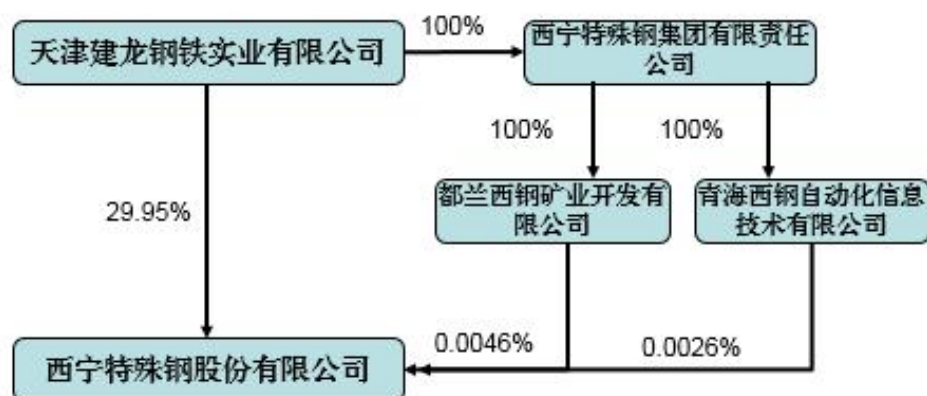 天津建龙钢铁实业有限公司
100%
西宁特殊钢集团有限责任
公司
100%
100%
29.95%
都兰西钢矿业开发有
限公司
青海西钢自动化信息
技术有限公司
0.0046%
0.0026%
西宁特殊钢股份有限公司